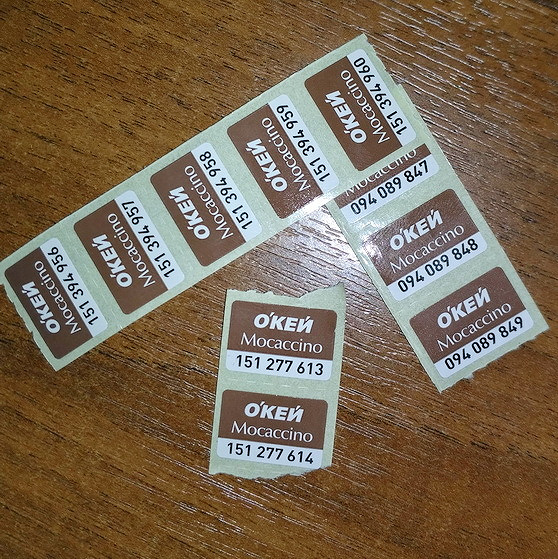 O'КЕЙ
Mocaccino
151 394 956
O'КЕЙ
Mocaccino
151 394 957
O'КЕЙ
Mocaccino
151 394 958
O'КЕЙ
Mocaccino
151 394 959
O'КЕЙ
Mocaccino
151 394 960
Mocaccino
094 089 847
O'КЕЙ
Mocaccino
094 089 848
O'КЕЙ
Mocaccino
094 089 849
O'КЕЙ
Mocaccino
151 277 613
O'КЕЙ
Mocaccino
151 277 614